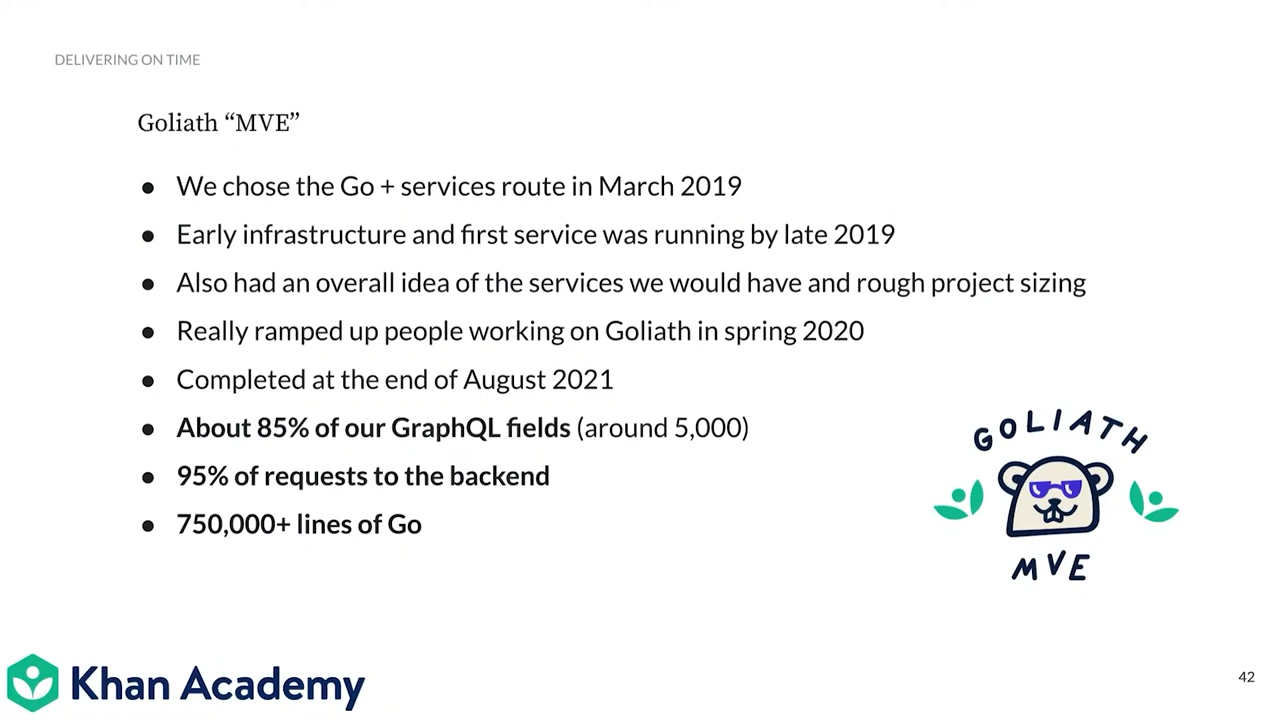 DELIVERING ON TIME
Goliath “MVE”
● We chose the Go + services route in March 2019
● Early infrastructure and first service was running by late 2019
● Also had an overall idea of the services we would have and rough project sizing
● Really ramped up people working on Goliath in spring 2020
● Completed at the end of August 2021
● About 85% of our GraphQL fields (around 5,000)
● 95% of requests to the backend
● 750,000+ lines of Go
GOLIATH
MVE
Khan Academy
42